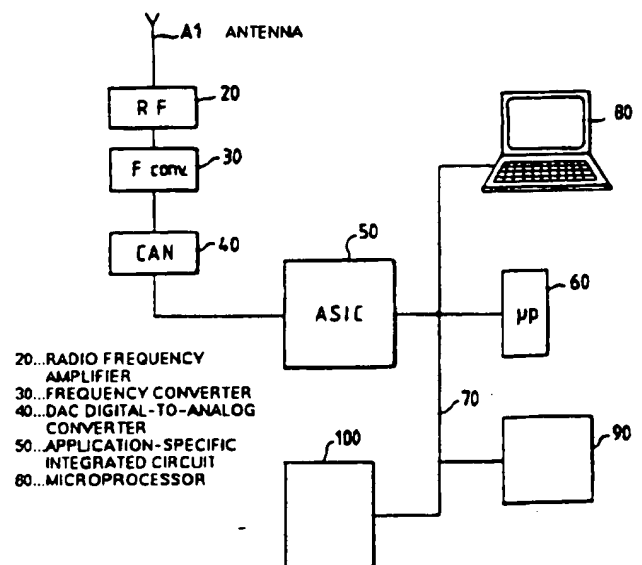 A1 ANTENNA
20
RF
30
F conv.
80
40
CAN
50
ASIC
60
µP
20...RADIO FREQUENCY
AMPLIFIER
30...FREQUENCY CONVERTER
40...DAC DIGITAL-TO-ANALOG
CONVERTER
50...APPLICATION-SPECIFIC
INTEGRATED CIRCUIT
80...MICROPROCESSOR
70
90
100